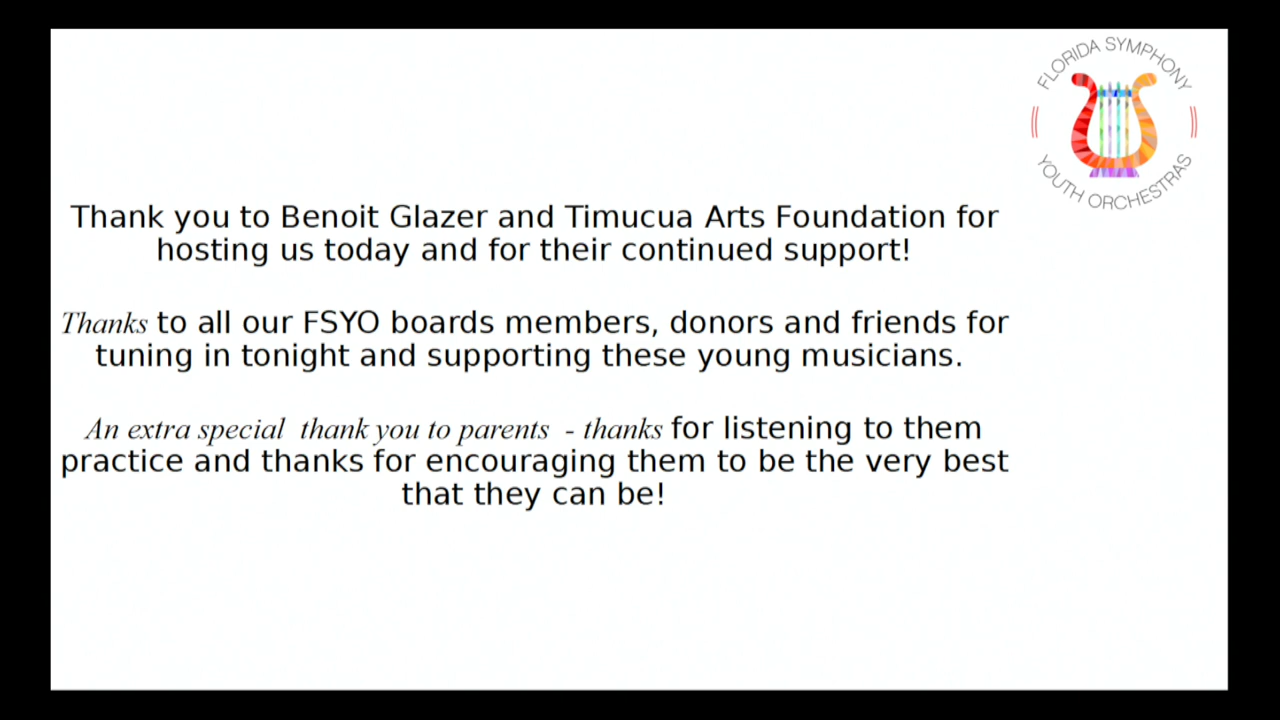 FLORIDA SYMPHONY
YOUTH ORCHESTRAS
Thank you to Benoit Glazer and Timucua Arts Foundation for
hosting us today and for their continued support!
Thanks to all our FSYO boards members, donors and friends for
tuning in tonight and supporting these young musicians.
An extra special  thank you to parents  - thanks for listening to them
practice and thanks for encouraging them to be the very best
that they can be!